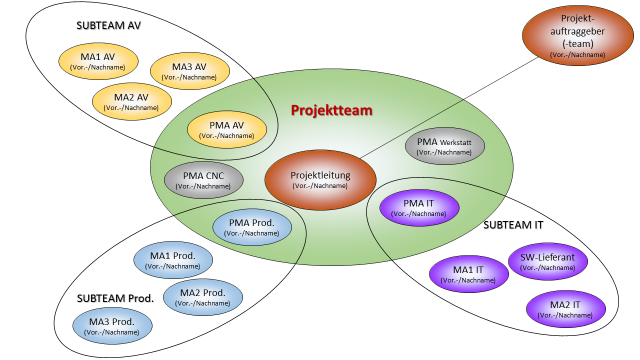 SUBTEAM AV
MA1 AV
(Vor.-/Nachname)
MA3 AV
(Vor.-/Nachname)
MA2 AV
(Vor.-/Nachname)
PMA AV
(Vor.-/Nachname)
Projekt-
auftraggeber
(-team)
(Vor.-/Nachname)
Projektteam
PMA Werkstatt
(Vor.-/Nachname)
PMA CNC
(Vor.-/Nachname)
Projektleitung
(Vor.-/Nachname)
PMA IT
(Vor.-/Nachname)
PMA Prod.
(Vor.-/Nachname)
SUBTEAM IT
MA1 Prod.
(Vor.-/Nachname)
SW-Lieferant
(Vor.-/Nachname)
MA1 IT
(Vor.-/Nachname)
SUBTEAM Prod.
MA2 Prod.
(Vor.-/Nachname)
MA2 IT
(Vor.-/Nachname)
MA3 Prod.
(Vor.-/Nachname)